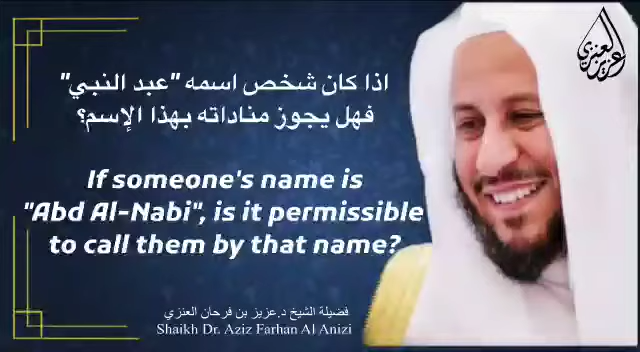 اذا كان شخص اسمه "عبد النبي"
فهل يجوز مناداته بهذا الإسم؟
If someone's name is
"Abd Al-Nabi", is it permissible
to call them by that name?
فضيلة الشيخ د.عزيز بن فرحان العنزي
Shaikh Dr. Aziz Farhan Al Anizi